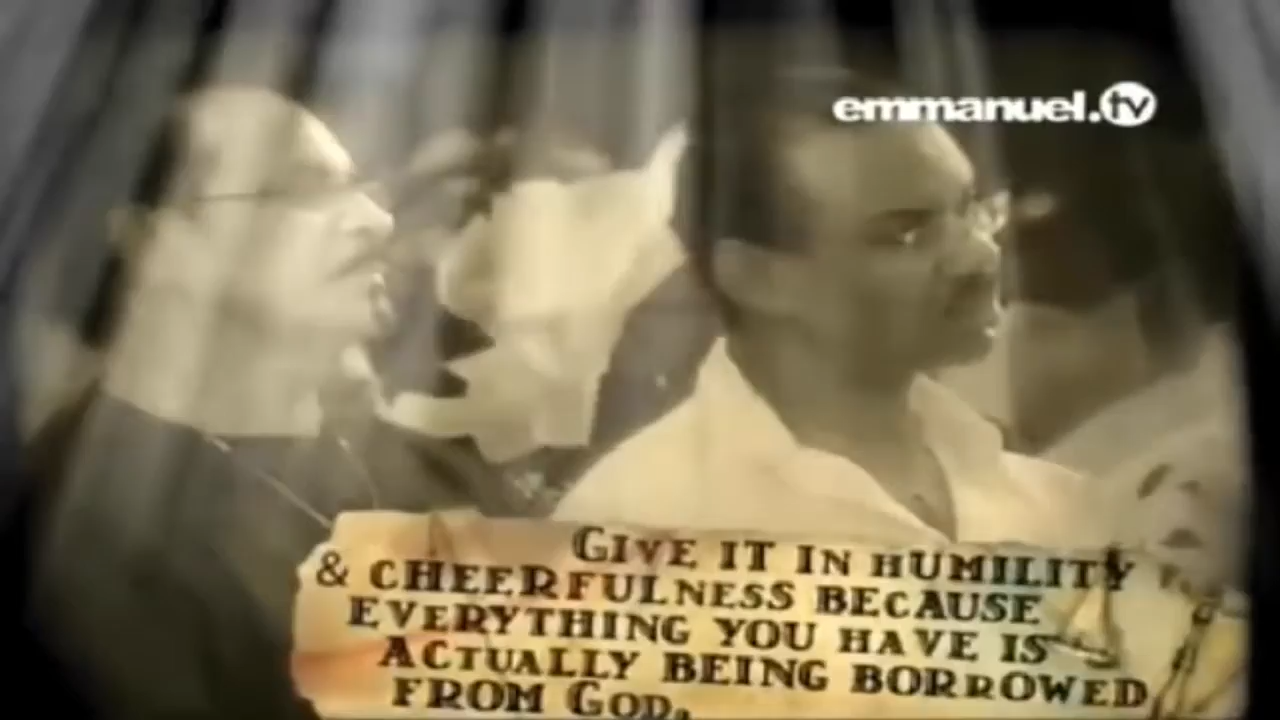 emmanuel.tv
GIVE IT IN HUMILITY
& CHEERFULNESS BECAUSE
EVERYTHING YOU HAVE IS
ACTUALLY BEING BORROWED
FROM GOD.